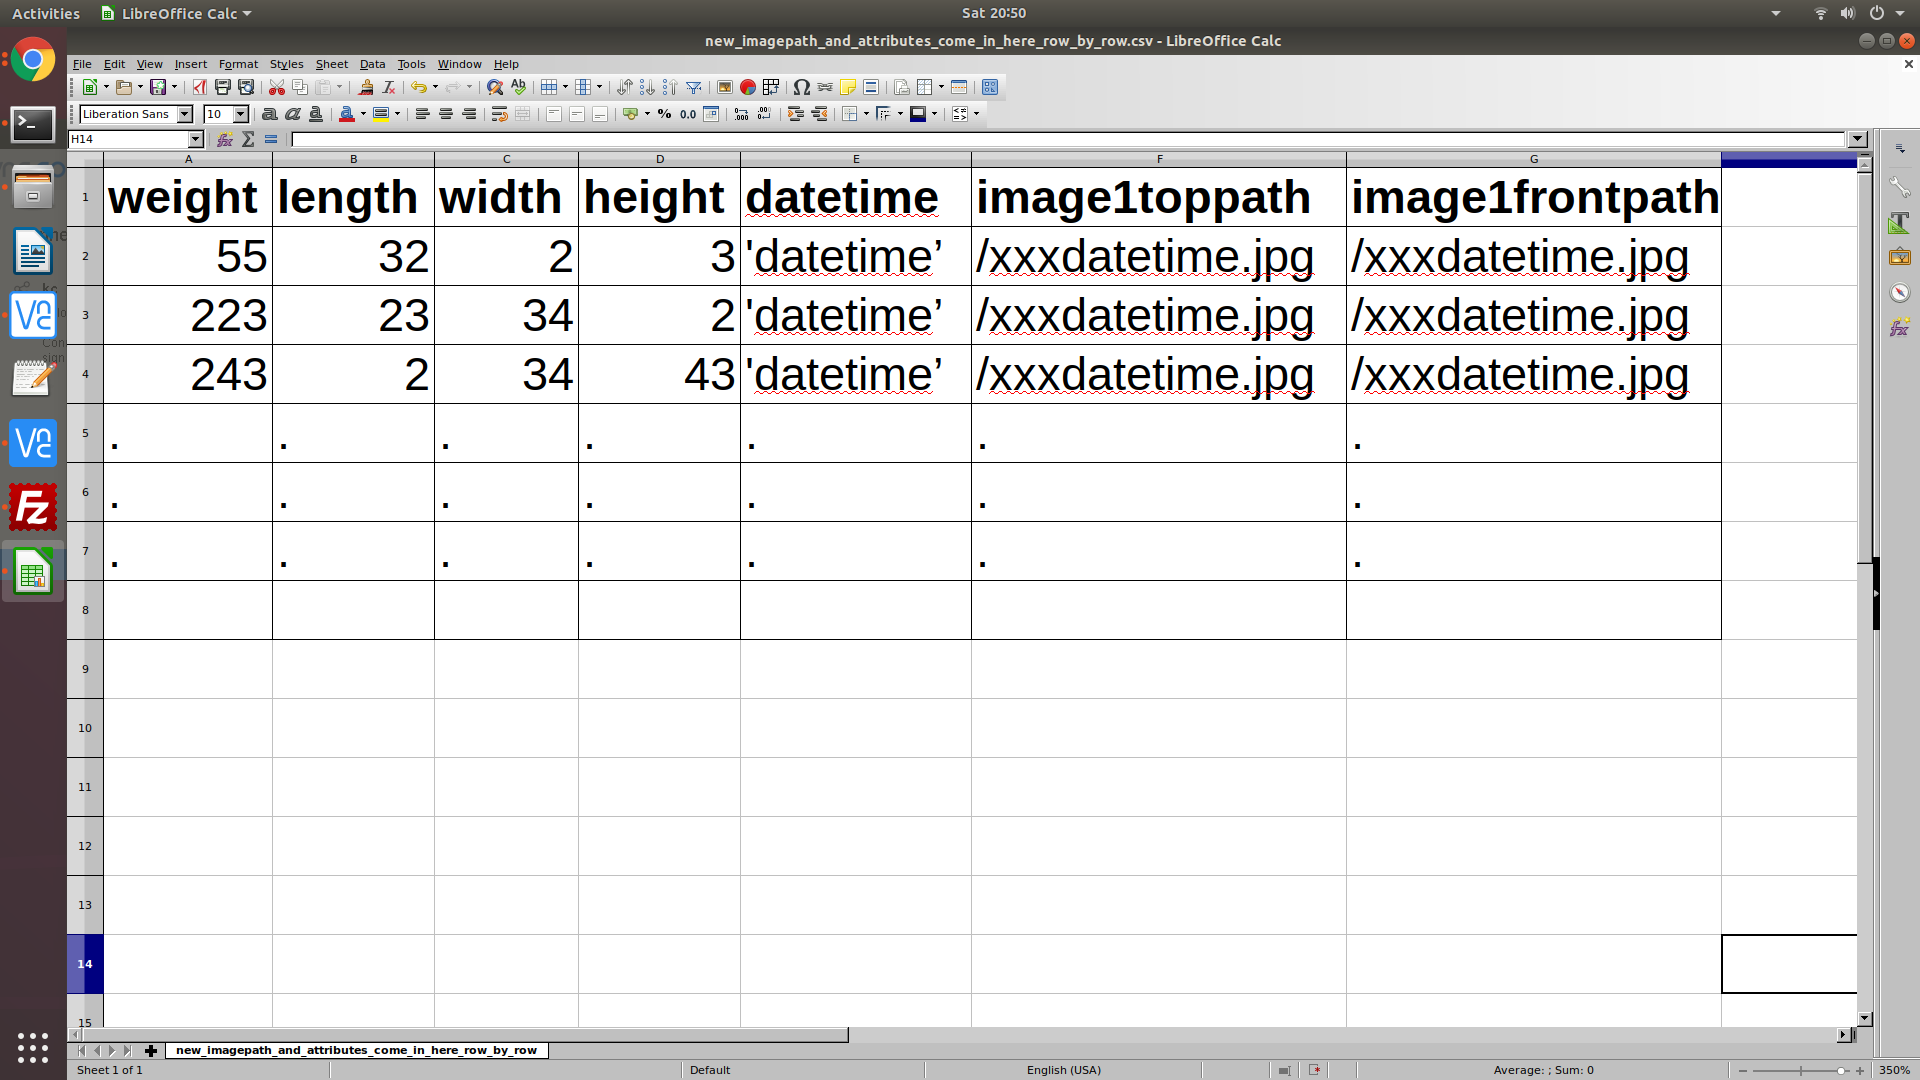 Activities LibreOffice Calc Sat 20:50
new_imagepath_and_attributes_come_in_here_row_by_row.csv - LibreOffice Calc
File Edit View Insert Format Styles Sheet Data Tools Window Help
Liberation Sans 10
H14
A B C D E F G
1 weight length width height datetime image1toppath image1frontpath
2 55 32 2 3 'datetime’ /xxxdatetime.jpg /xxxdatetime.jpg
3 223 23 34 2 'datetime’ /xxxdatetime.jpg /xxxdatetime.jpg
4 243 2 34 43 'datetime’ /xxxdatetime.jpg /xxxdatetime.jpg
5 . . . . . . .
6 . . . . . . .
7 . . . . . . .
8
9
10
11
12
13
14
15
new_imagepath_and_attributes_come_in_here_row_by_row
Sheet 1 of 1 Default English (USA) Average: ; Sum: 0 350%